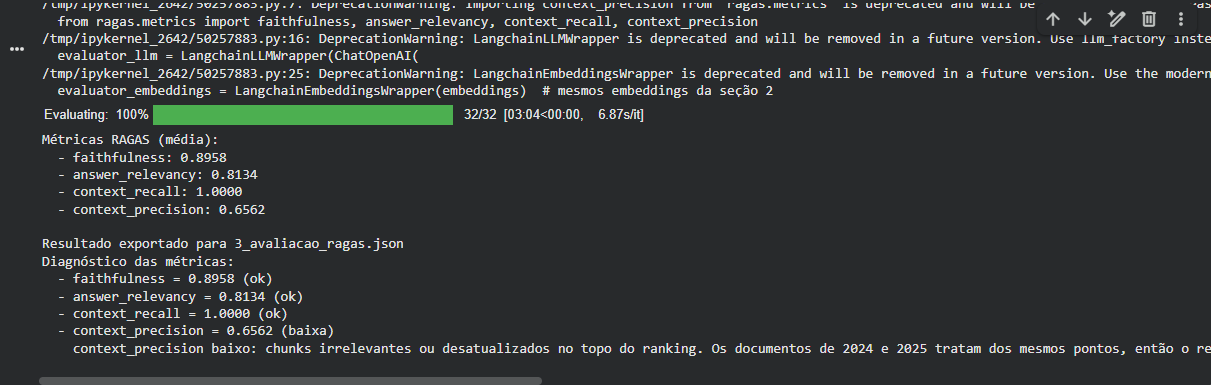 /tmp/ipykernel_2642/50257883.py:7: DeprecationWarning: importing context_precision from 'ragas.metrics' is deprecated and will be
from ragas.metrics import faithfulness, answer_relevancy, context_recall, context_precision
/tmp/ipykernel_2642/50257883.py:16: DeprecationWarning: LangchainLLMWrapper is deprecated and will be removed in a future version. Use llm_factory inste
evaluator_llm = LangchainLLMWrapper(ChatOpenAI(
/tmp/ipykernel_2642/50257883.py:25: DeprecationWarning: LangchainEmbeddingsWrapper is deprecated and will be removed in a future version. Use the modern
evaluator_embeddings = LangchainEmbeddingsWrapper(embeddings)  # mesmos embeddings da seção 2
Evaluating: 100% 32/32 [03:04<00:00, 6.87s/it]
Métricas RAGAS (média):
- faithfulness: 0.8958
- answer_relevancy: 0.8134
- context_recall: 1.0000
- context_precision: 0.6562
Resultado exportado para 3_avaliacao_ragas.json
Diagnóstico das métricas:
- faithfulness = 0.8958 (ok)
- answer_relevancy = 0.8134 (ok)
- context_recall = 1.0000 (ok)
- context_precision = 0.6562 (baixa)
context_precision baixo: chunks irrelevantes ou desatualizados no topo do ranking. Os documentos de 2024 e 2025 tratam dos mesmos pontos, então o re